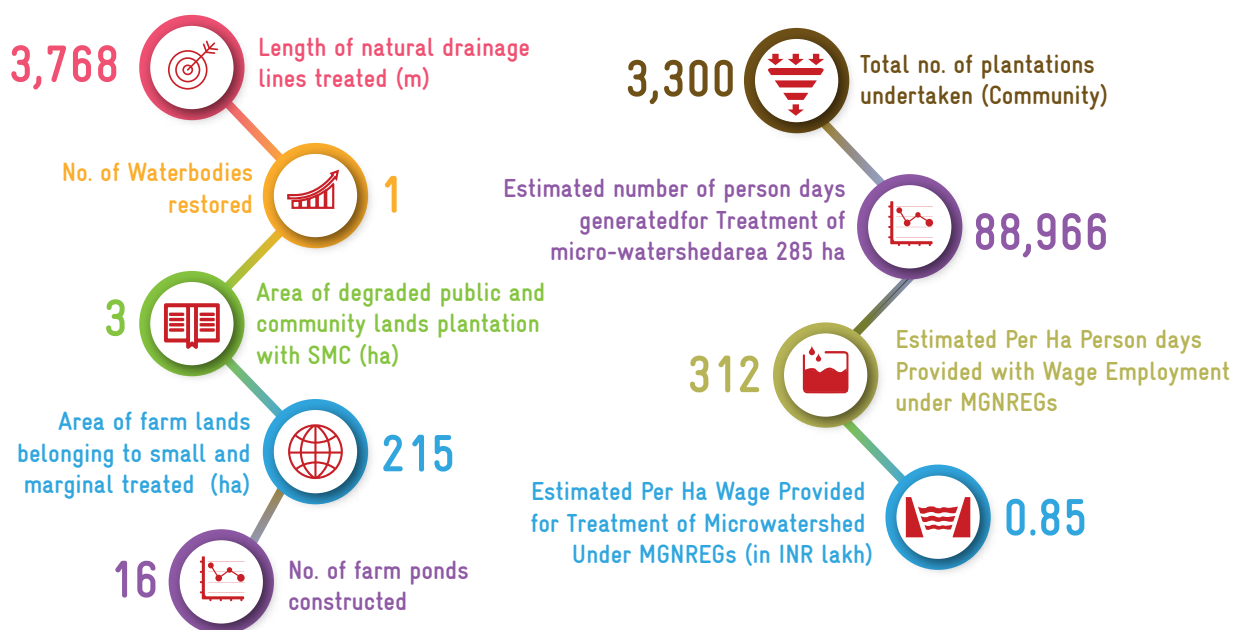 3,768
Length of natural drainage
lines treated (m)
No. of Waterbodies
restored
1
3
Area of degraded public and
community lands plantation
with SMC (ha)
Area of farm lands
belonging to small and
marginal treated (ha)
215
16
No. of farm ponds
constructed
3,300
Total no. of plantations
undertaken (Community)
Estimated number of person days
generatedfor Treatment of
micro-watershedarea 285 ha
88,966
312
Estimated Per Ha Person days
Provided with Wage Employment
under MGNREGs
Estimated Per Ha Wage Provided
for Treatment of Microwatershed
Under MGNREGs (in INR lakh)
0.85